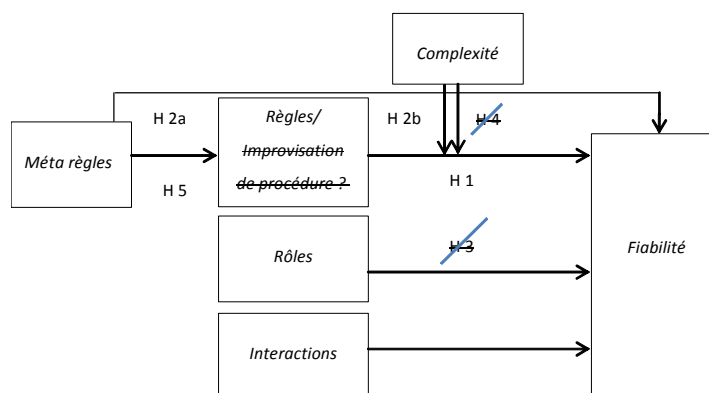 Complexité
H 2a
Règles/
H 2b
H 4
Méta règles
Improvisation
de procédure ?
H 5
H 1
Rôles
H 3
Fiabilité
Interactions